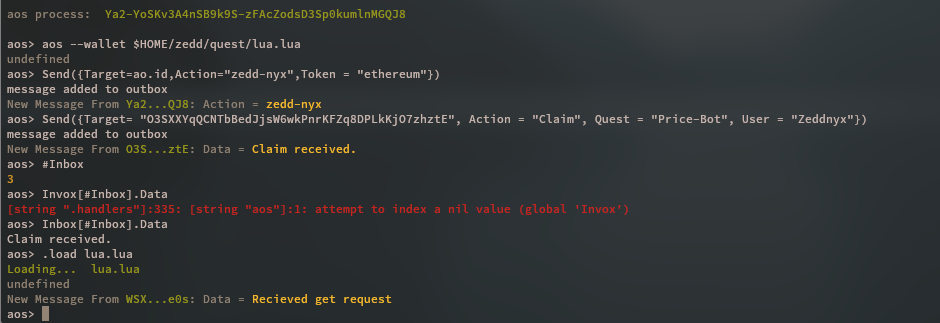 aos process:  Ya2-YoSKv3A4nSB9k9S-zFAcZodsD3Sp0kumlnMGQJ8
aos> aos --wallet $HOME/zedd/quest/lua.lua
undefined
aos> Send({Target=ao.id,Action="zedd-nyx",Token = "ethereum"})
message added to outbox
New Message From Ya2...QJ8: Action = zedd-nyx
aos> Send({Target= "O3SXXYqQCNTbBedJjsW6wkPnrKFZq8DPLkKjO7zhztE", Action = "Claim", Quest = "Price-Bot", User = "Zeddnyx"})
message added to outbox
New Message From O3S...ztE: Data = Claim received.
aos> #Inbox
3
aos> Invox[#Inbox].Data
[string ".handlers"]:335: [string "aos"]:1: attempt to index a nil value (global 'Invox')
aos> Inbox[#Inbox].Data
Claim received.
aos> .load lua.lua
Loading...  lua.lua
undefined
New Message From WSX...e0s: Data = Recieved get request
aos>